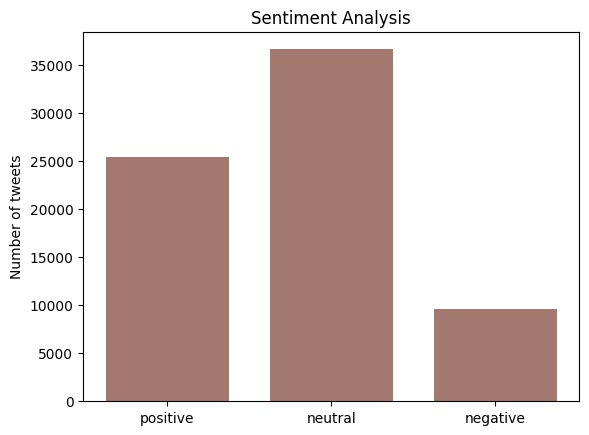 Sentiment Analysis
Number of tweets
35000
30000
25000
20000
15000
10000
5000
0
positive
neutral
negative